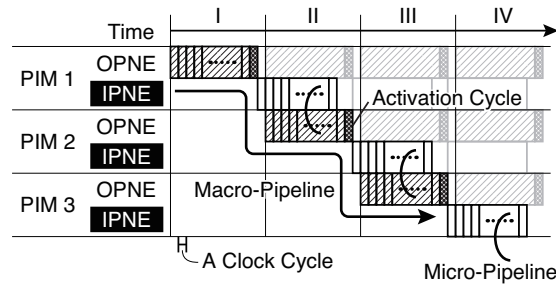 I II III IV
Time
PIM 1 OPNE
IPNE
Activation Cycle
PIM 2 OPNE
IPNE
Macro-Pipeline
PIM 3 OPNE
IPNE
A Clock Cycle
Micro-Pipeline